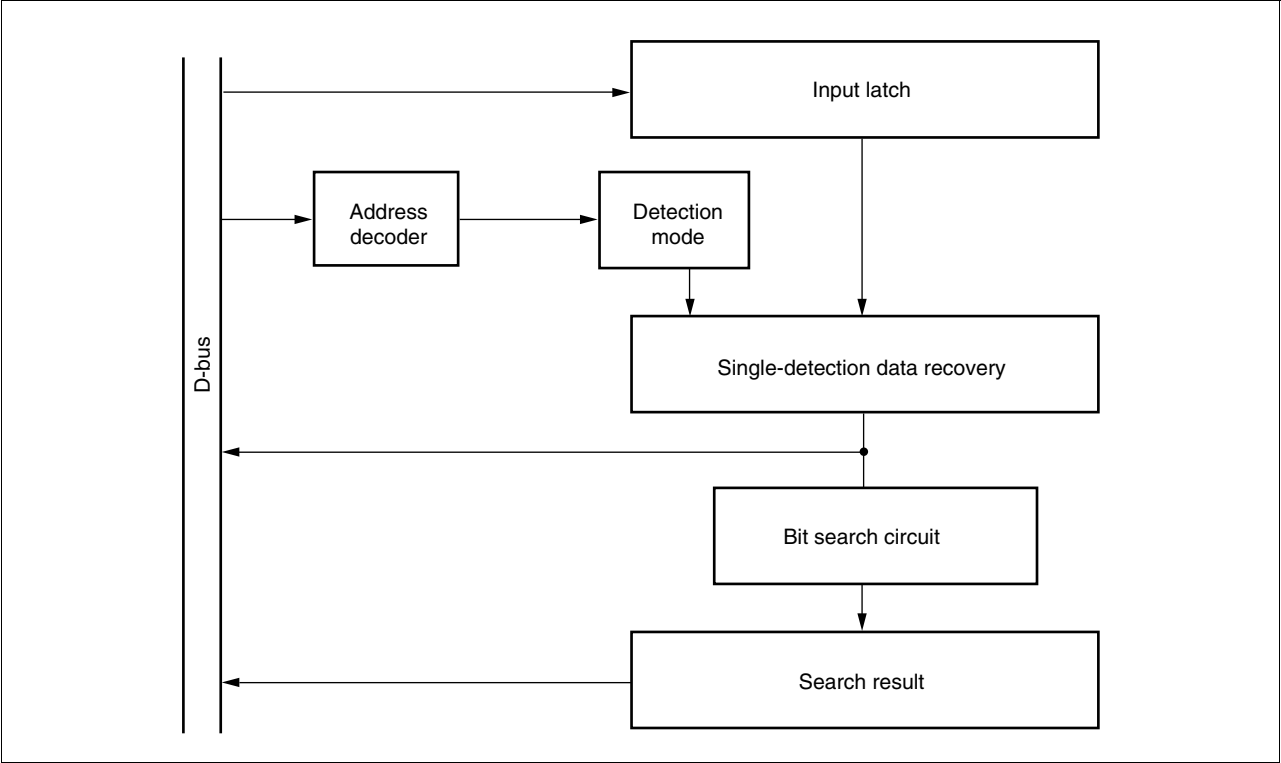 Input latch
Address
decoder
Detection
mode
D-bus
Single-detection data recovery
Bit search circuit
Search result